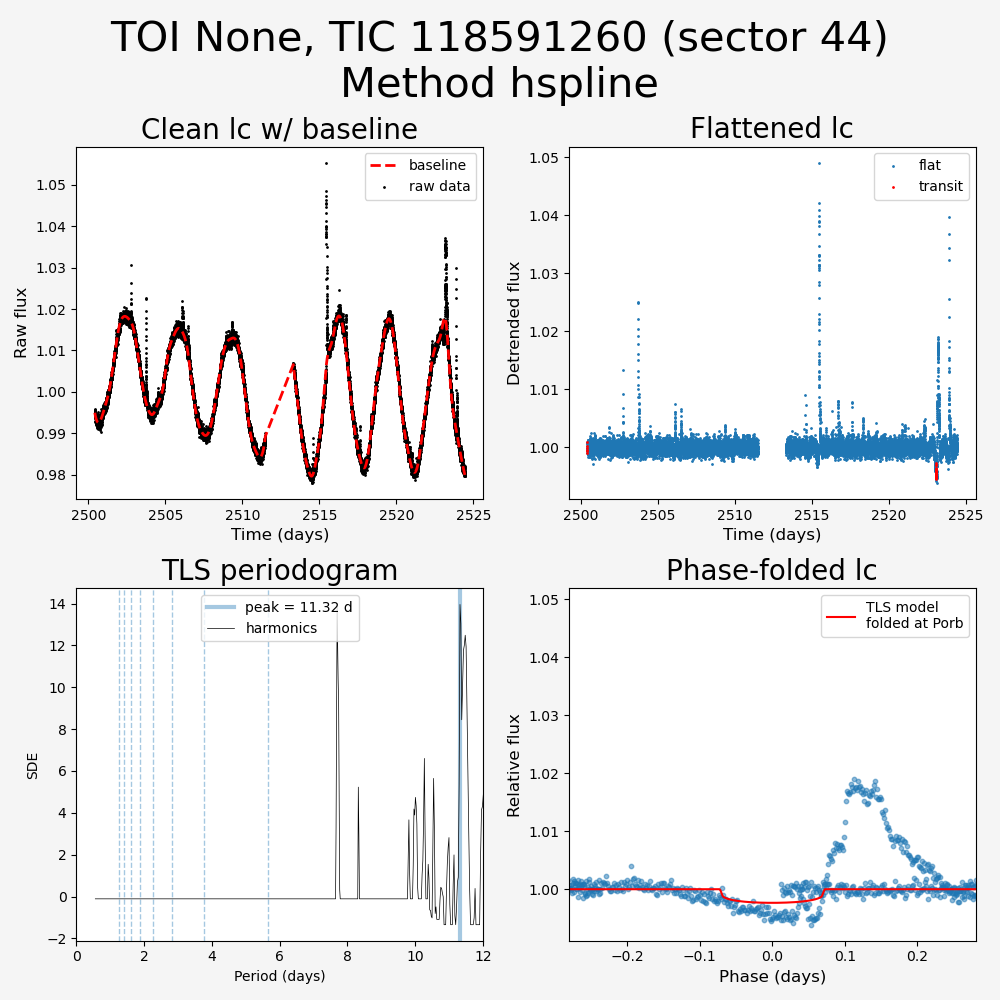 TOI None, TIC 118591260 (sector 44)
Method hspline
Clean lc w/ baseline
Raw flux
1.05
1.04
1.03
1.02
1.01
1.00
0.99
0.98
baseline
raw data
2500
2505
2510
2515
2520
2525
Time (days)
Flattened lc
Detrended flux
1.05
1.04
1.03
1.02
1.01
1.00
flat
transit
2500
2505
2510
2515
2520
2525
Time (days)
TLS periodogram
SDE
14
12
10
8
6
4
2
0
−2
peak = 11.32 d
harmonics
0
2
4
6
8
10
12
Period (days)
Phase-folded lc
Relative flux
1.05
1.04
1.03
1.02
1.01
1.00
TLS model
folded at Porb
−0.2
−0.1
0.0
0.1
0.2
Phase (days)